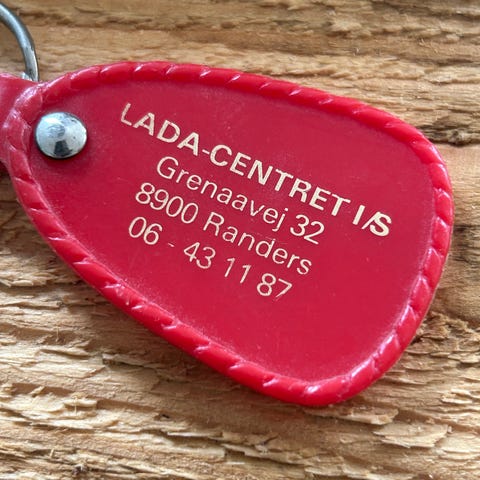 LADA-CENTRET I/S
Grenaavej 32
8900 Randers
06 - 43 11 87